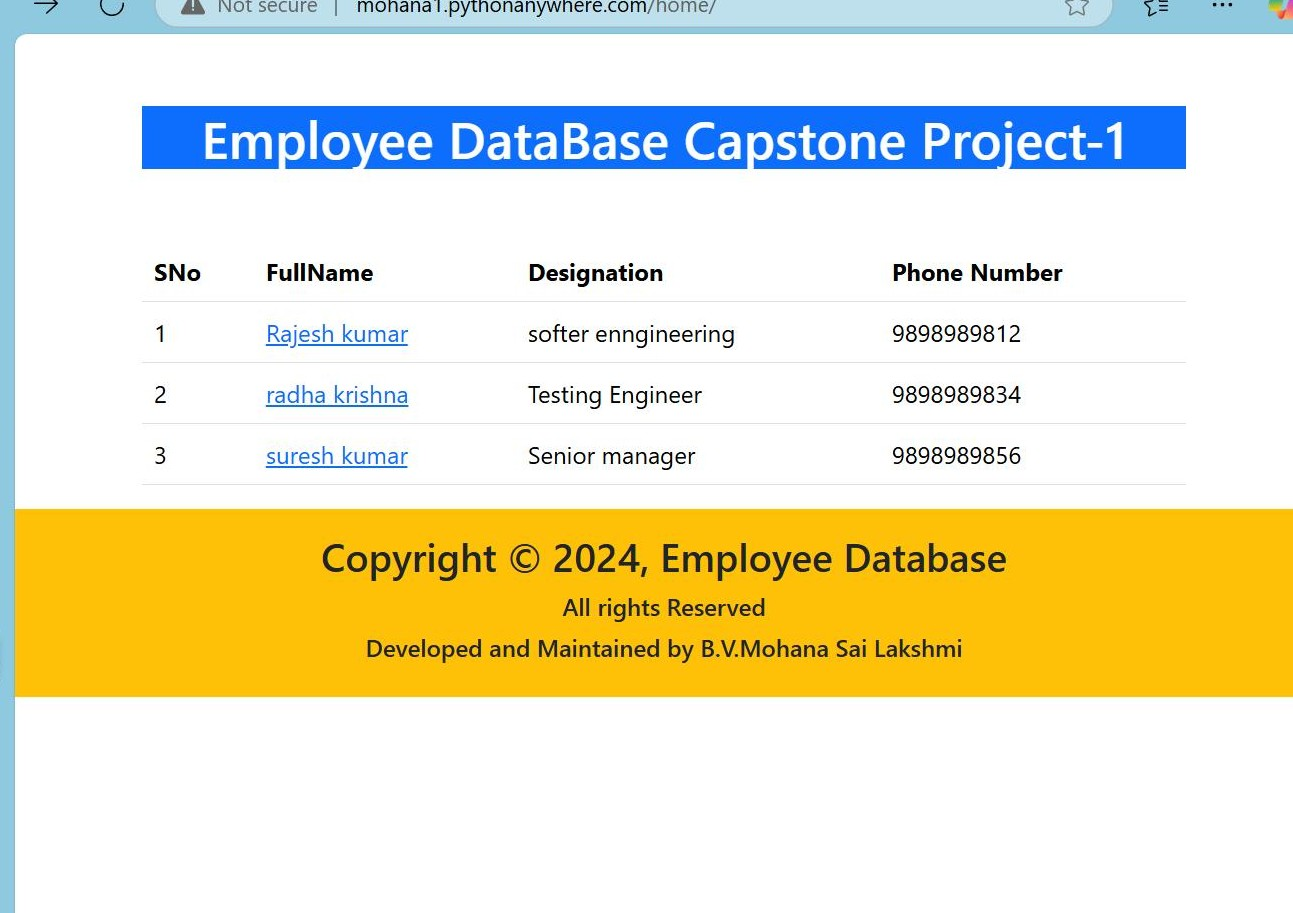 Not secure | mohana1.pythonanywhere.com/home/
Employee DataBase Capstone Project-1
SNo FullName Designation Phone Number
1 Rajesh kumar softer enngineering 9898989812
2 radha krishna Testing Engineer 9898989834
3 suresh kumar Senior manager 9898989856
Copyright © 2024, Employee Database
All rights Reserved
Developed and Maintained by B.V.Mohana Sai Lakshmi